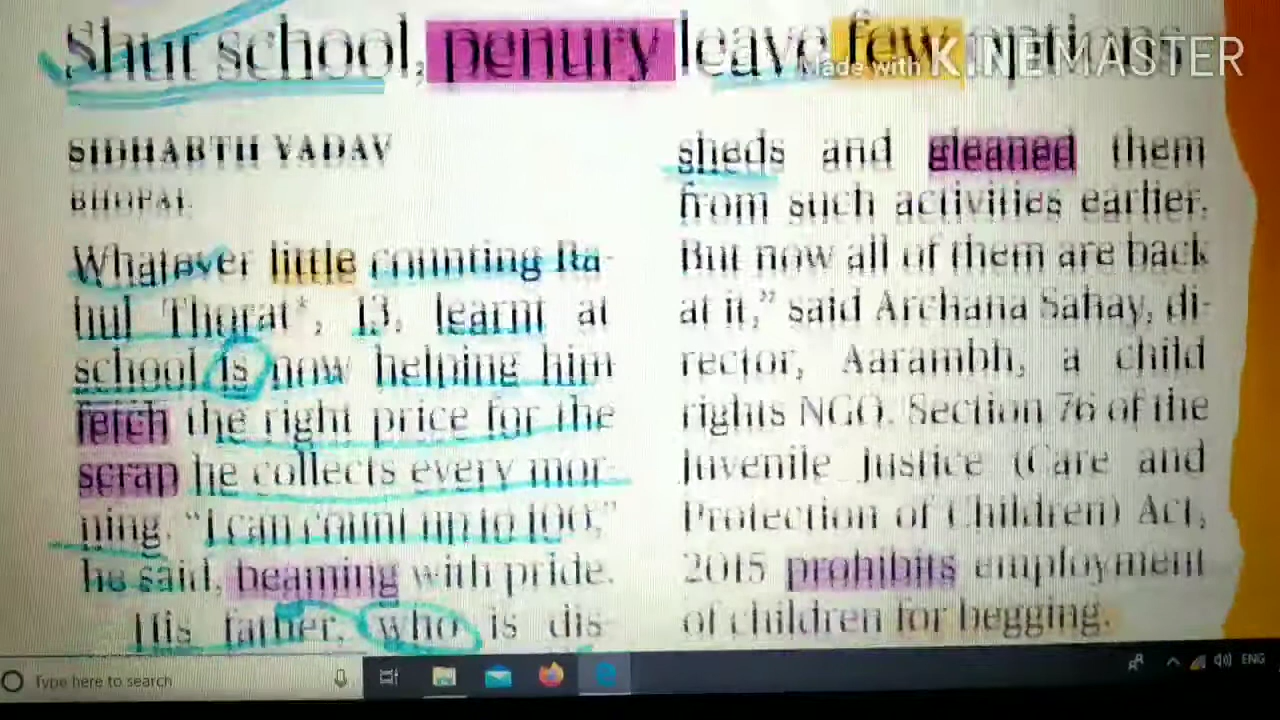 Shut school, penury leave few options
Made with KINEMASTER
SIDHARTH YADAV
BHOPAL
Whatever little counting Ra-
hul Thorat*, 13, learnt at
school is now helping him
fetch the right price for the
scrap he collects every mor-
ning. “I can count up to 100,”
he said, beaming with pride.
His father, who is dis-
sheds and gleaned them
from such activities earlier.
But now all of them are back
at it,” said Archana Sahay, di-
rector, Aarambh, a child
rights NGO. Section 76 of the
Juvenile Justice (Care and
Protection of Children) Act,
2015 prohibits employment
of children for begging.
Type here to search
ENG